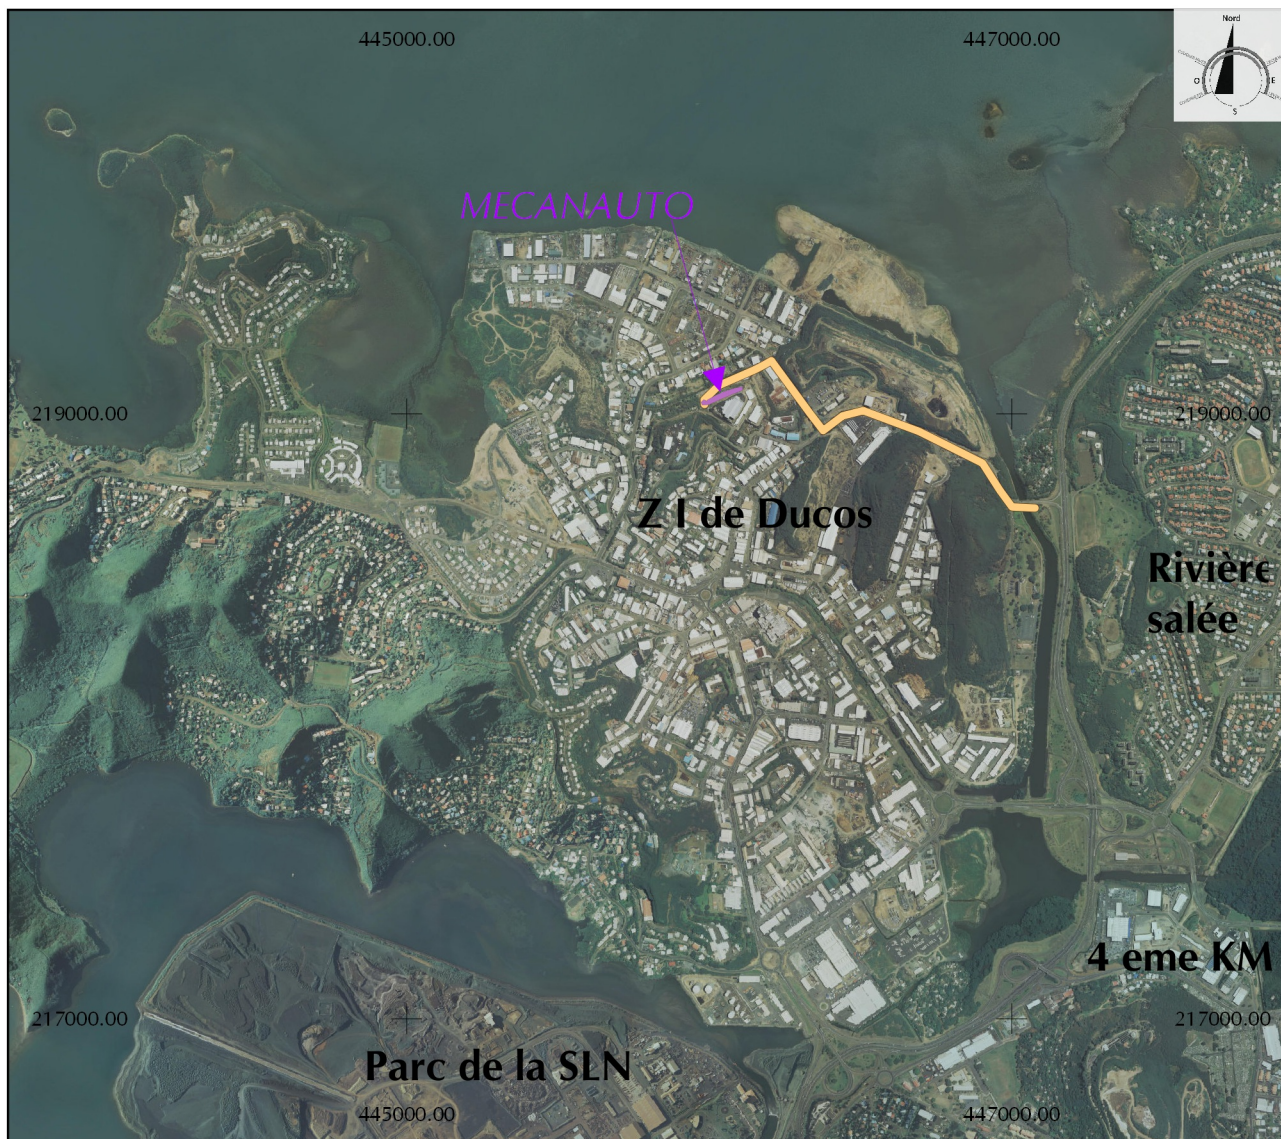 445000.00
447000.00
Nord
O
E
S
MECANAUTO
219000.00
219000.00
Z I de Ducos
Rivière
salée
4 eme KM
217000.00
217000.00
Parc de la SLN
445000.00
447000.00